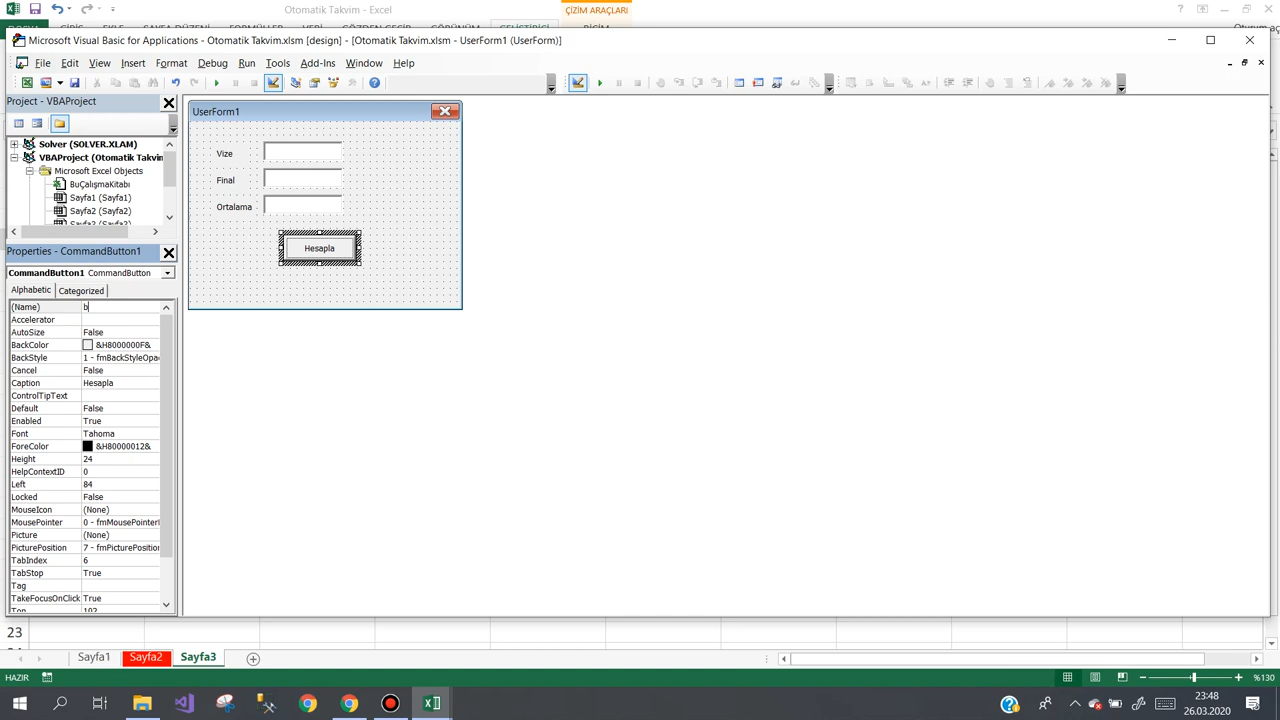 Otomatik Takvim - Excel
ÇİZİM ARAÇLARI
Microsoft Visual Basic for Applications - Otomatik Takvim.xlsm [design] - [Otomatik Takvim.xlsm - UserForm1 (UserForm)]
File Edit View Insert Format Debug Run Tools Add-Ins Window Help
Project - VBAProject
Solver (SOLVER.XLAM)
VBAProject (Otomatik Takvim
Microsoft Excel Objects
BuÇalışmaKitabı
Sayfa1 (Sayfa1)
Sayfa2 (Sayfa2)
UserForm1
Vize
Final
Ortalama
Hesapla
Properties - CommandButton1
CommandButton1 CommandButton
Alphabetic Categorized
(Name) b
Accelerator
AutoSize False
BackColor &H8000000F&
BackStyle 1 - fmBackStyleOpa
Cancel False
Caption Hesapla
ControlTipText
Default False
Enabled True
Font Tahoma
ForeColor &H80000012&
Height 24
HelpContextID 0
Left 84
Locked False
MouseIcon (None)
MousePointer 0 - fmMousePointer
Picture (None)
PicturePosition 7 - fmPicturePosition
TabIndex 6
TabStop True
Tag
TakeFocusOnClick True
Top 102
23
Sayfa1 Sayfa2 Sayfa3
HAZIR %130
23:48
26.03.2020